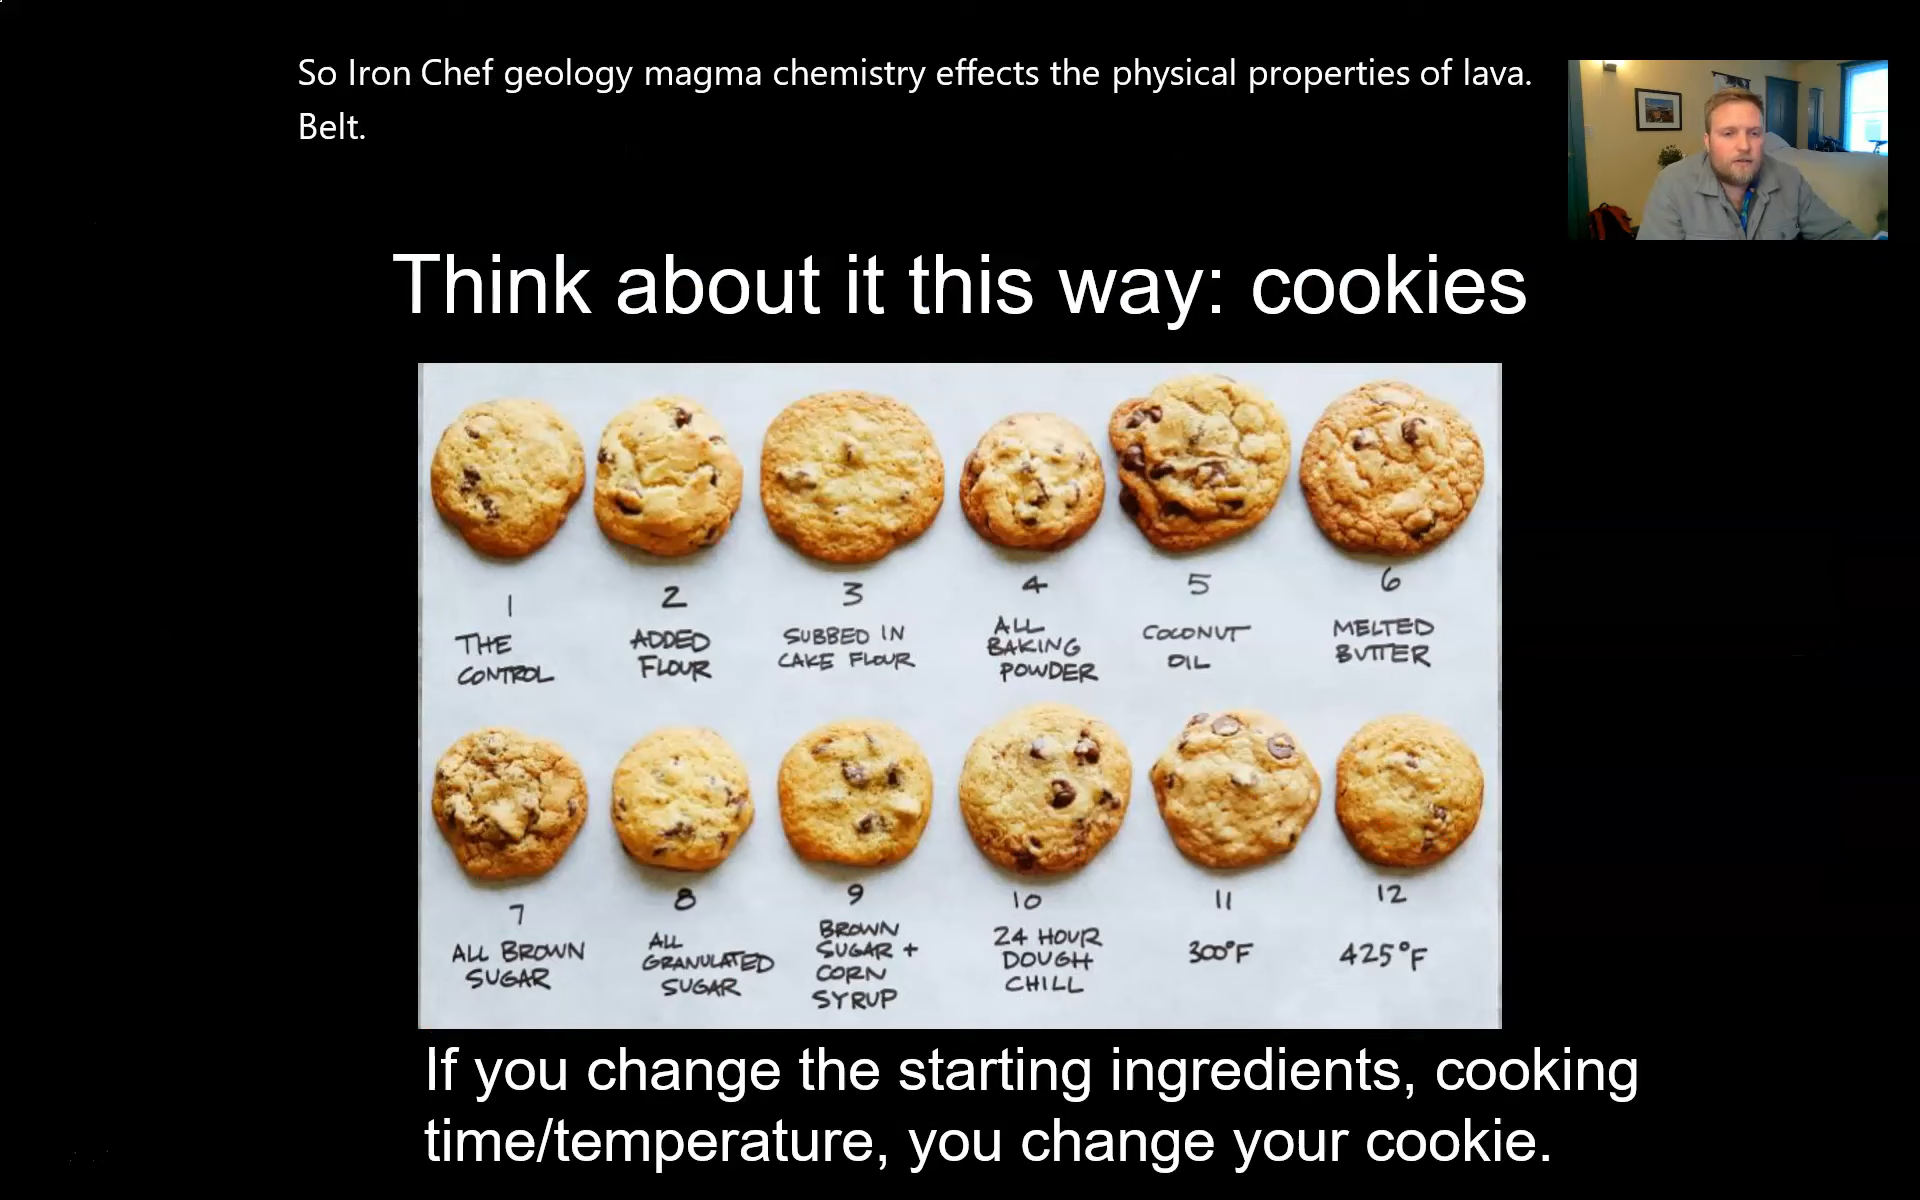 So Iron Chef geology magma chemistry effects the physical properties of lava.
Belt.
Think about it this way: cookies
1
THE
CONTROL
2
ADDED
FLOUR
3
SUBBED IN
CAKE FLOUR
4
ALL
BAKING
POWDER
5
COCONUT
OIL
6
MELTED
BUTTER
7
ALL BROWN
SUGAR
8
ALL
GRANULATED
SUGAR
9
BROWN
SUGAR +
CORN
SYRUP
10
24 HOUR
DOUGH
CHILL
11
300°F
12
425°F
If you change the starting ingredients, cooking
time/temperature, you change your cookie.